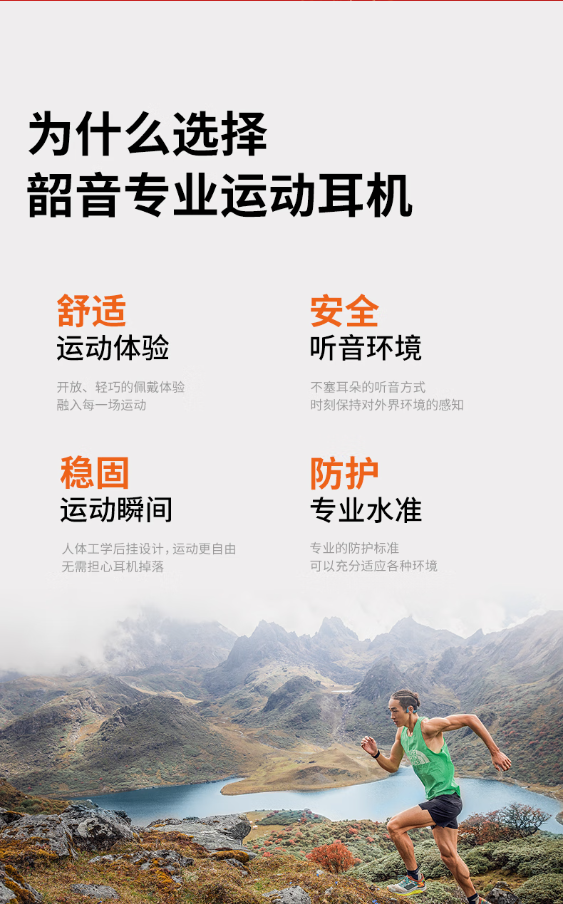 为什么选择
韶音专业运动耳机
舒适
运动体验
开放、轻巧的佩戴体验
融入每一场运动
安全
听音环境
不塞耳朵的听音方式
时刻保持对外界环境的感知
稳固
运动瞬间
人体工学后挂设计，运动更自由
无需担心耳机掉落
防护
专业水准
专业的防护标准
可以充分适应各种环境